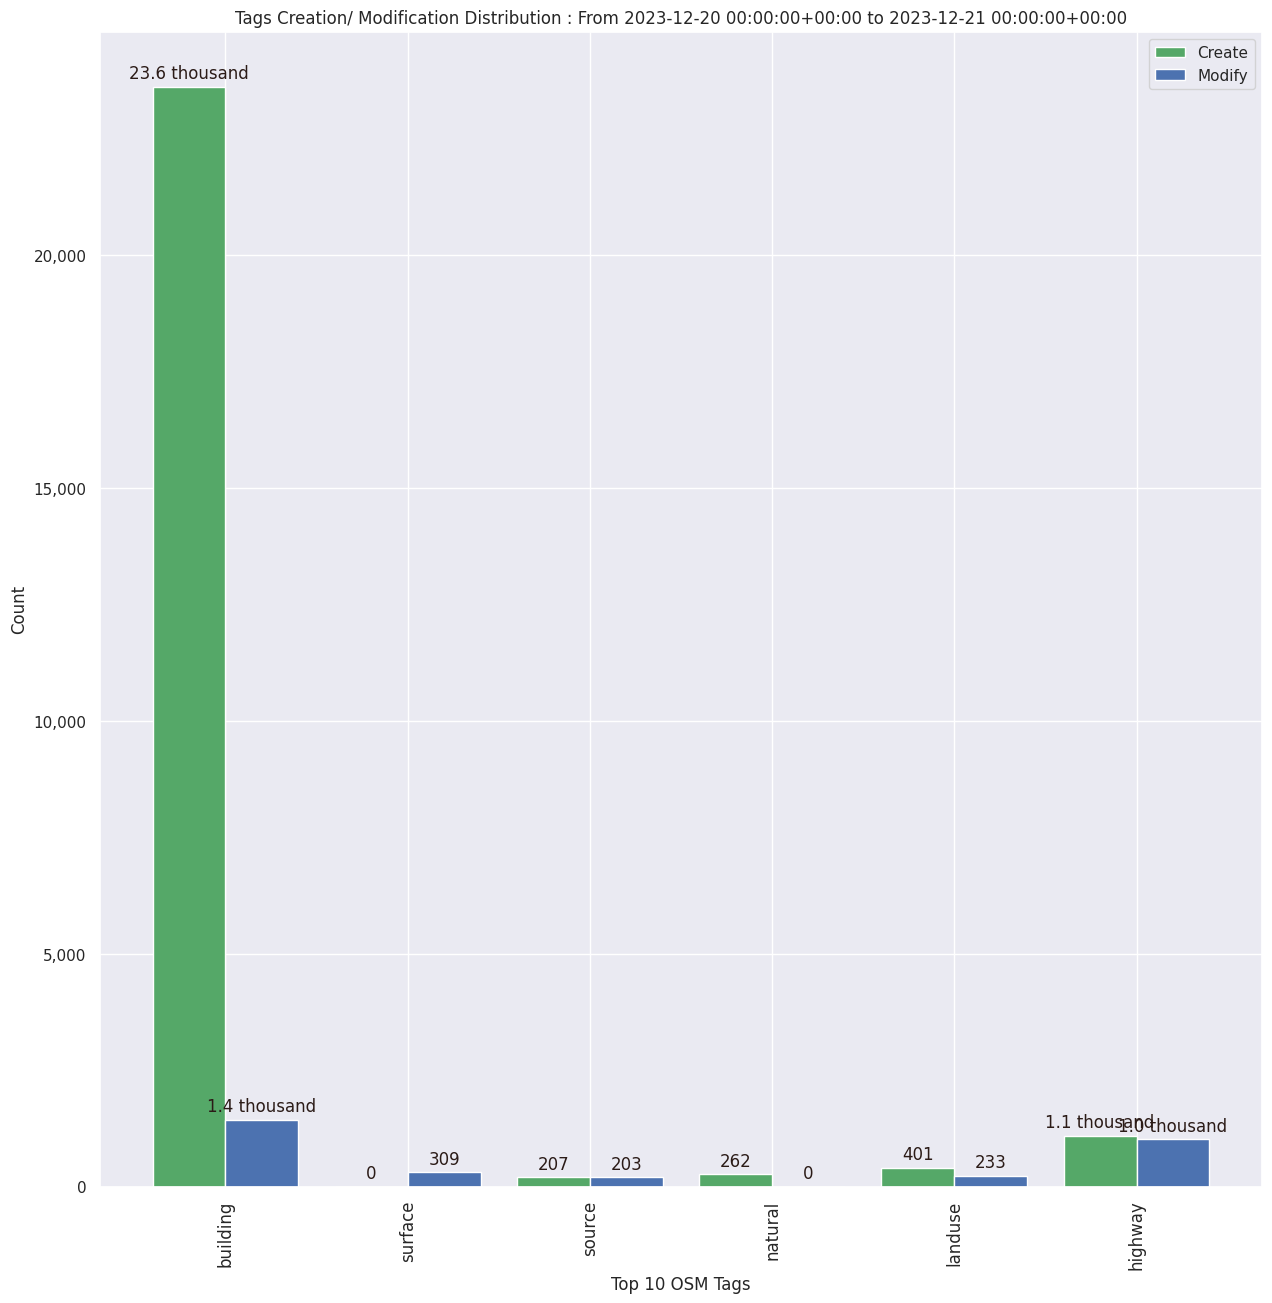 Tags Creation/ Modification Distribution : From 2023-12-20 00:00:00+00:00 to 2023-12-21 00:00:00+00:00
Create
Modify
23.6 thousand
20,000
15,000
Count
10,000
5,000
1.4 thousand
1.1 thousand
1.0 thousand
0
309
207
203
262
0
401
233
0
building
surface
source
natural
landuse
highway
Top 10 OSM Tags